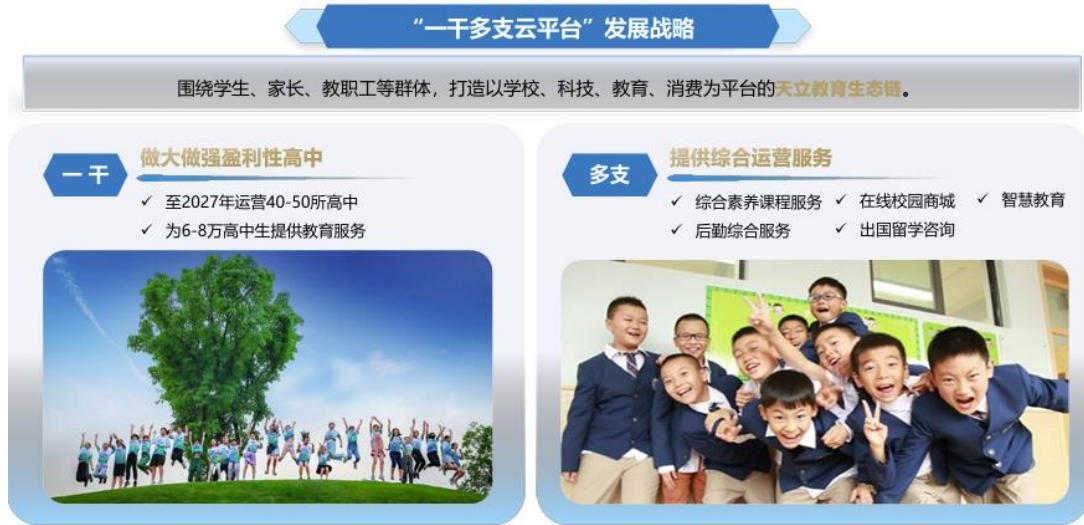 “一干多支云平台”发展战略
围绕学生、家长、教职工等群体，打造以学校、科技、教育、消费为平台的天立教育生态链。
一干
做大做强盈利性高中
✓ 至2027年运营40-50所高中
✓ 为6-8万高中生提供教育服务
多支
提供综合运营服务
✓ 综合素养课程服务 ✓ 在线校园商城 ✓ 智慧教育
✓ 后勤综合服务 ✓ 出国留学咨询